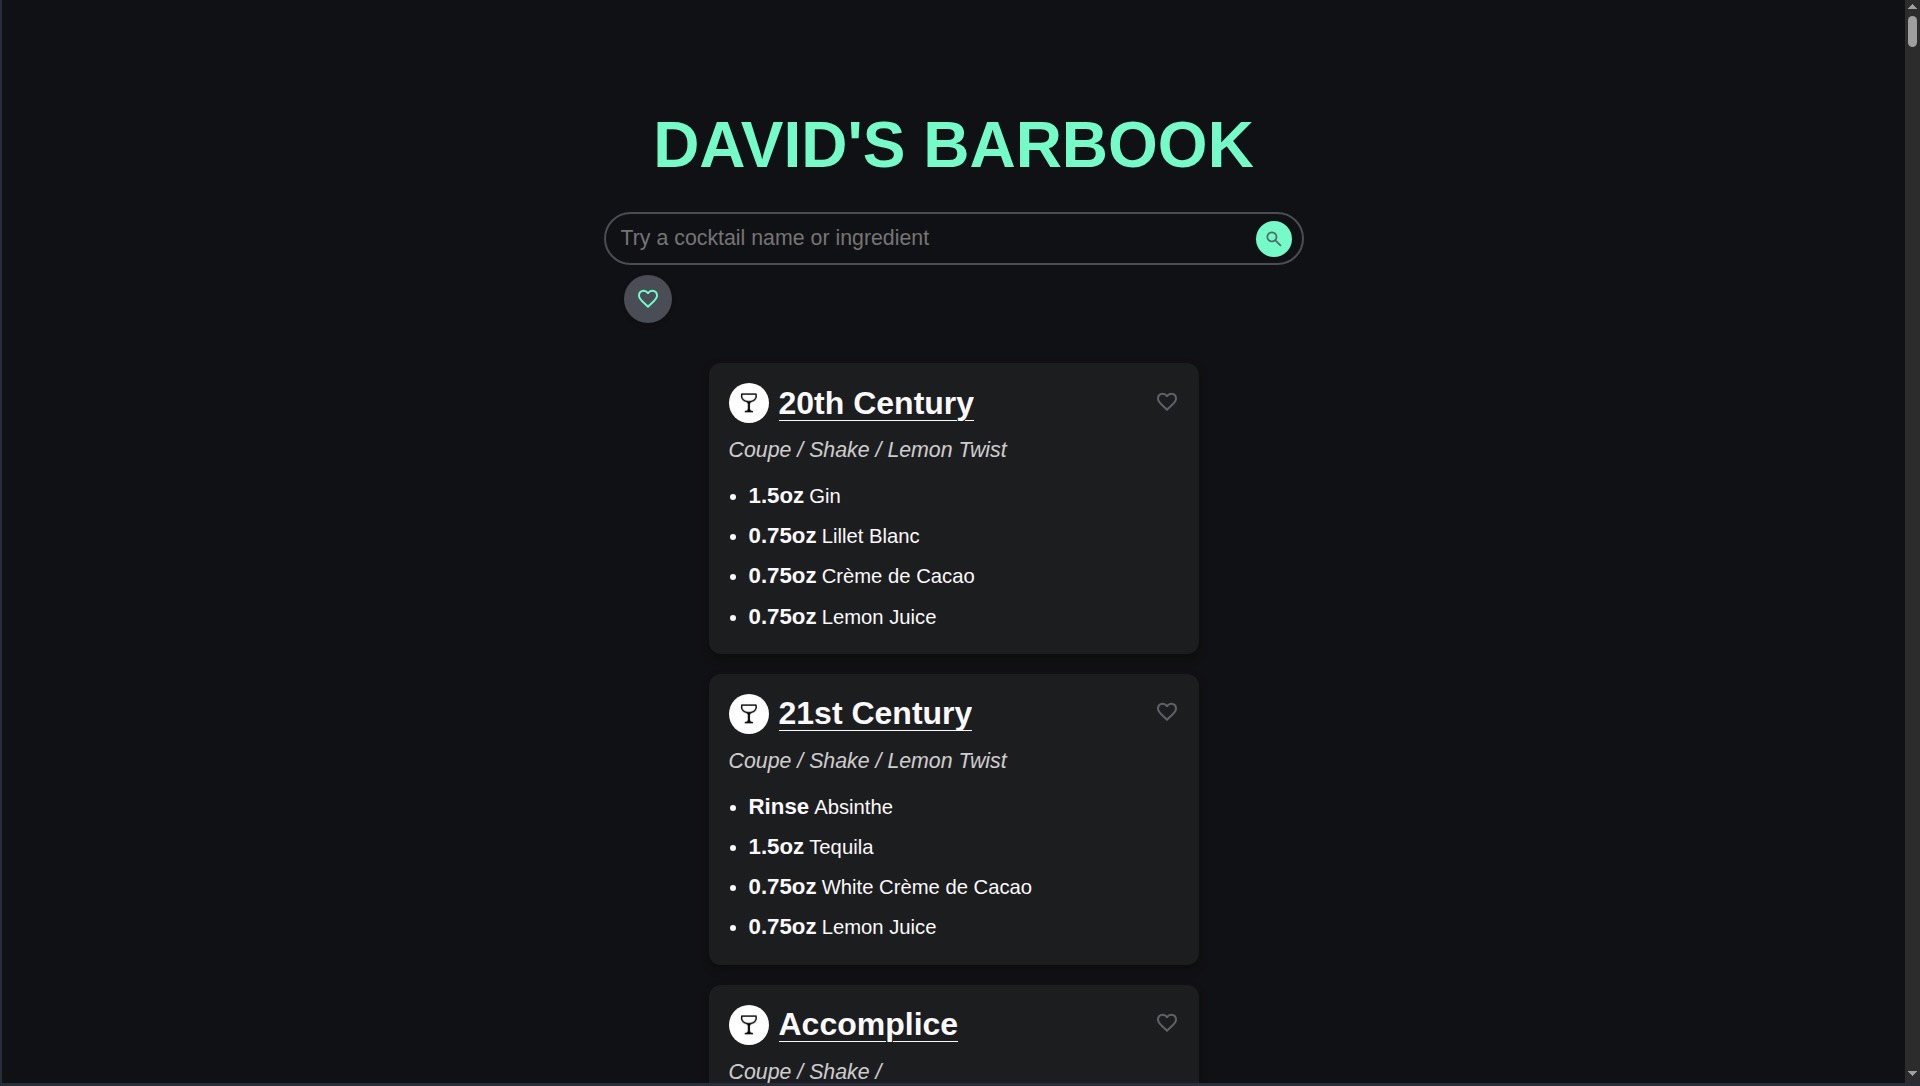 DAVID'S BARBOOK
Try a cocktail name or ingredient
20th Century
Coupe / Shake / Lemon Twist
1.5oz Gin
0.75oz Lillet Blanc
0.75oz Crème de Cacao
0.75oz Lemon Juice
21st Century
Coupe / Shake / Lemon Twist
Rinse Absinthe
1.5oz Tequila
0.75oz White Crème de Cacao
0.75oz Lemon Juice
Accomplice
Coupe / Shake /